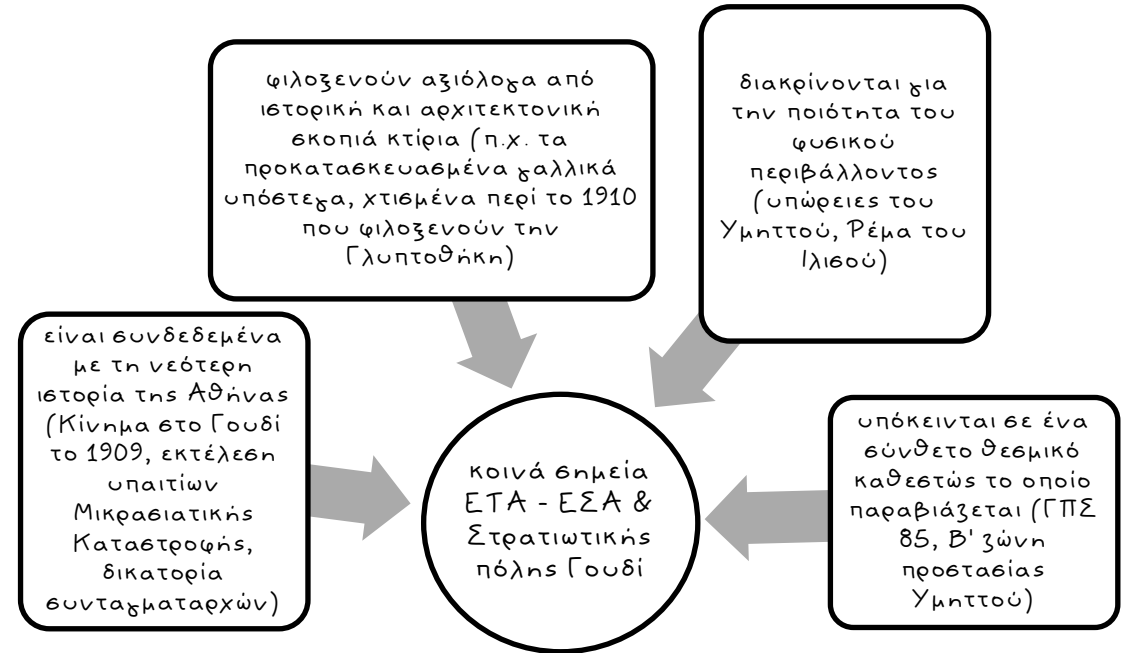 φιλοξενούν αξιόλογα από
ιστορική και αρχιτεκτονική
σκοπιά κτίρια (π.χ. τα
προκατασκευασμένα γαλλικά
υπόστεγα, χτισμένα περί το 1910
που φιλοξενούν την
Γλυπτοθήκη)
διακρίνονται για
την ποιότητα του
φυσικού
περιβάλλοντος
(υπώρειες του
Υμηττού, Ρέμα του
Ιλισού)
είναι συνδεδεμένα
με τη νεότερη
ιστορία της Αθήνας
(Κίνημα στο Γουδί
το 1909, εκτέλεση
υπαιτίων
Μικρασιατικής
Καταστροφής,
δικατορία
συνταγματαρχών)
κοινά σημεία
ΕΤΑ - ΕΣΑ &
Στρατιωτικής
πόλης Γουδί
υπόκεινται σε ένα
σύνθετο θεσμικό
καθεστώς το οποίο
παραβιάζεται (ΓΠΣ
85, Β' ζώνη
προστασίας
Υμηττού)